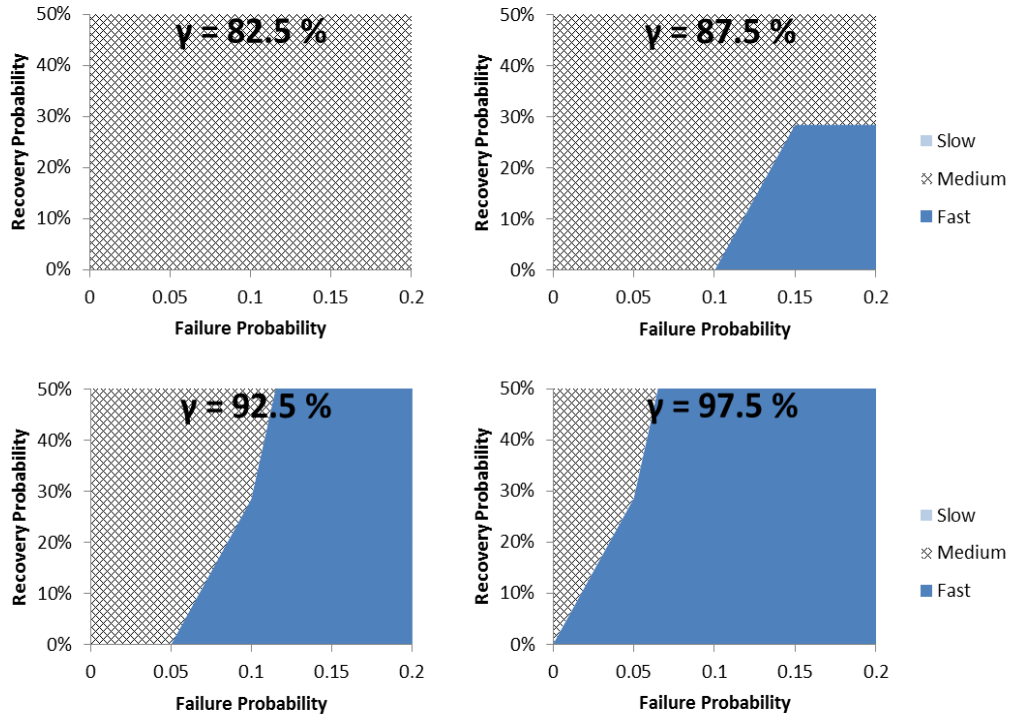 γ = 82.5 %
50%
40%
30%
20%
10%
0%
Recovery Probability
0 0.05 0.1 0.15 0.2
Failure Probability
γ = 87.5 %
50%
40%
30%
20%
10%
0%
Recovery Probability
0 0.05 0.1 0.15 0.2
Failure Probability
Slow
Medium
Fast
γ = 92.5 %
50%
40%
30%
20%
10%
0%
Recovery Probability
0 0.05 0.1 0.15 0.2
Failure Probability
γ = 97.5 %
50%
40%
30%
20%
10%
0%
Recovery Probability
0 0.05 0.1 0.15 0.2
Failure Probability
Slow
Medium
Fast